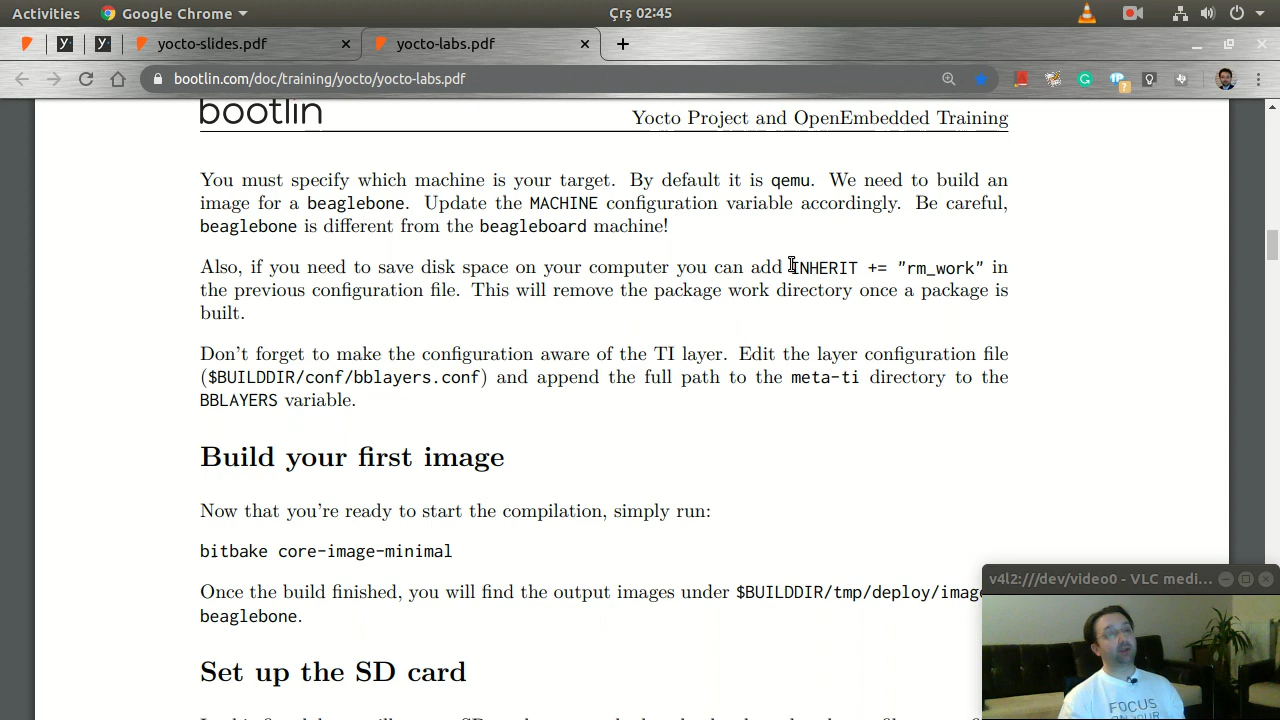 Activities Google Chrome Çrş 02:45
yocto-slides.pdf yocto-labs.pdf
bootlin.com/doc/training/yocto/yocto-labs.pdf
bootlin Yocto Project and OpenEmbedded Training
You must specify which machine is your target. By default it is qemu. We need to build an
image for a beaglebone. Update the MACHINE configuration variable accordingly. Be careful,
beaglebone is different from the beagleboard machine!
Also, if you need to save disk space on your computer you can add INHERIT += "rm_work" in
the previous configuration file. This will remove the package work directory once a package is
built.
Don't forget to make the configuration aware of the TI layer. Edit the layer configuration file
($BUILDDIR/conf/bblayers.conf) and append the full path to the meta-ti directory to the
BBLAYERS variable.
Build your first image
Now that you're ready to start the compilation, simply run:
bitbake core-image-minimal
Once the build finished, you will find the output images under $BUILDDIR/tmp/deploy/image
beaglebone.
Set up the SD card
v4l2:///dev/video0 - VLC medi...
FOCUS
ON YOUR